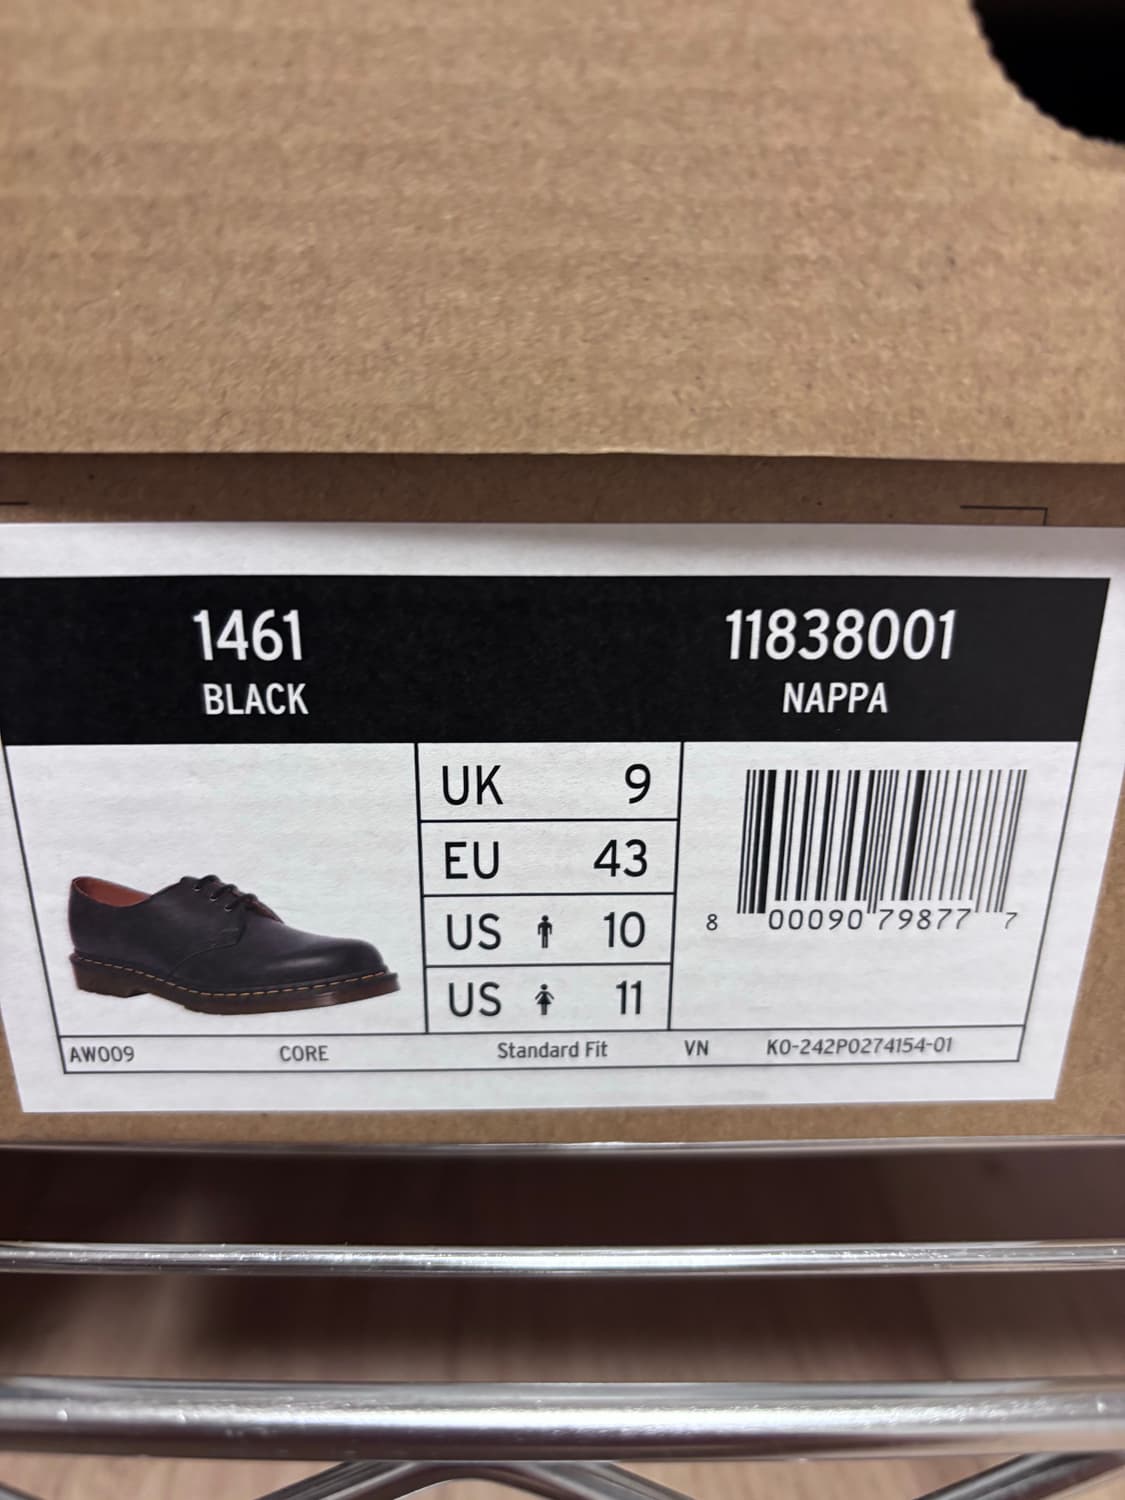 1461
BLACK
11838001
NAPPA
UK 9
EU 43
US 10
US 11
8 00090 79877 7
AW009 CORE Standard Fit VN KO-242P0274154-01